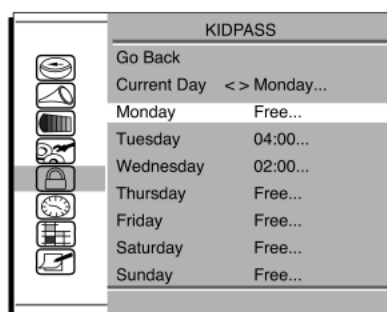 KIDPASS
Go Back
Current Day < > Monday...
Monday Free...
Tuesday 04:00...
Wednesday 02:00...
Thursday Free...
Friday Free...
Saturday Free...
Sunday Free...